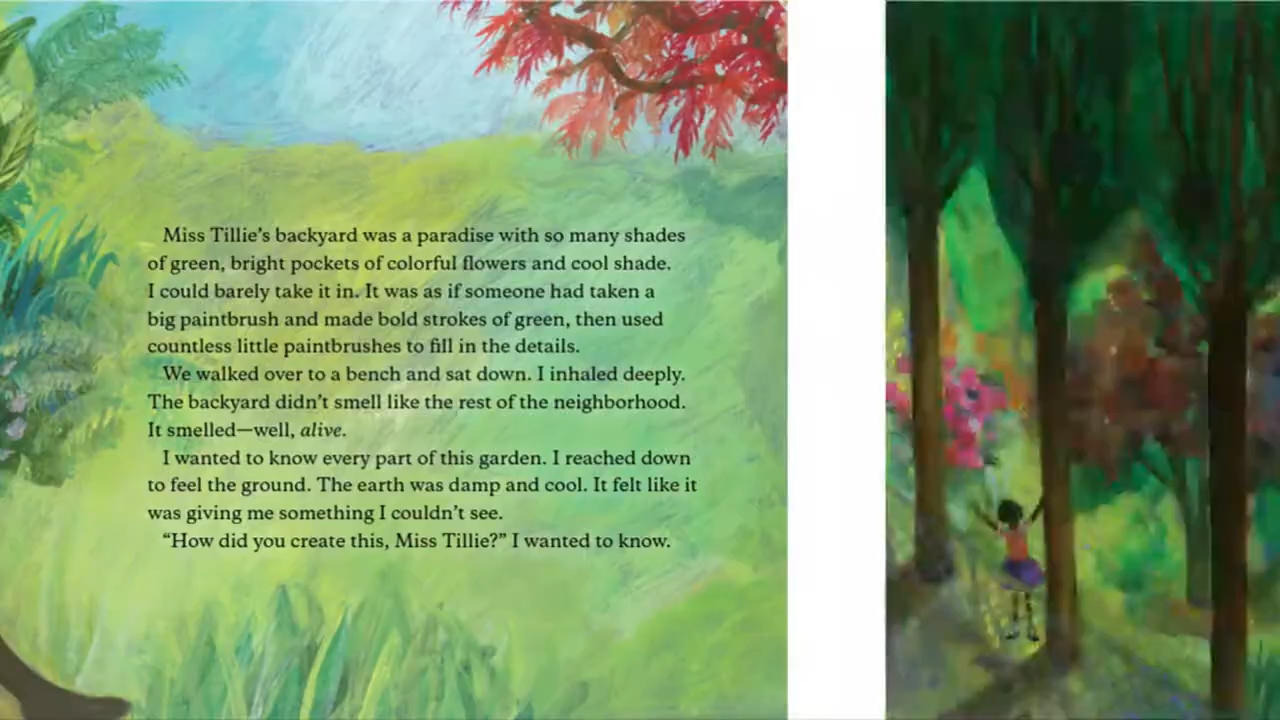 Miss Tillie’s backyard was a paradise with so many shades
of green, bright pockets of colorful flowers and cool shade.
I could barely take it in. It was as if someone had taken a
big paintbrush and made bold strokes of green, then used
countless little paintbrushes to fill in the details.
We walked over to a bench and sat down. I inhaled deeply.
The backyard didn’t smell like the rest of the neighborhood.
It smelled—well, alive.
I wanted to know every part of this garden. I reached down
to feel the ground. The earth was damp and cool. It felt like it
was giving me something I couldn’t see.
“How did you create this, Miss Tillie?” I wanted to know.